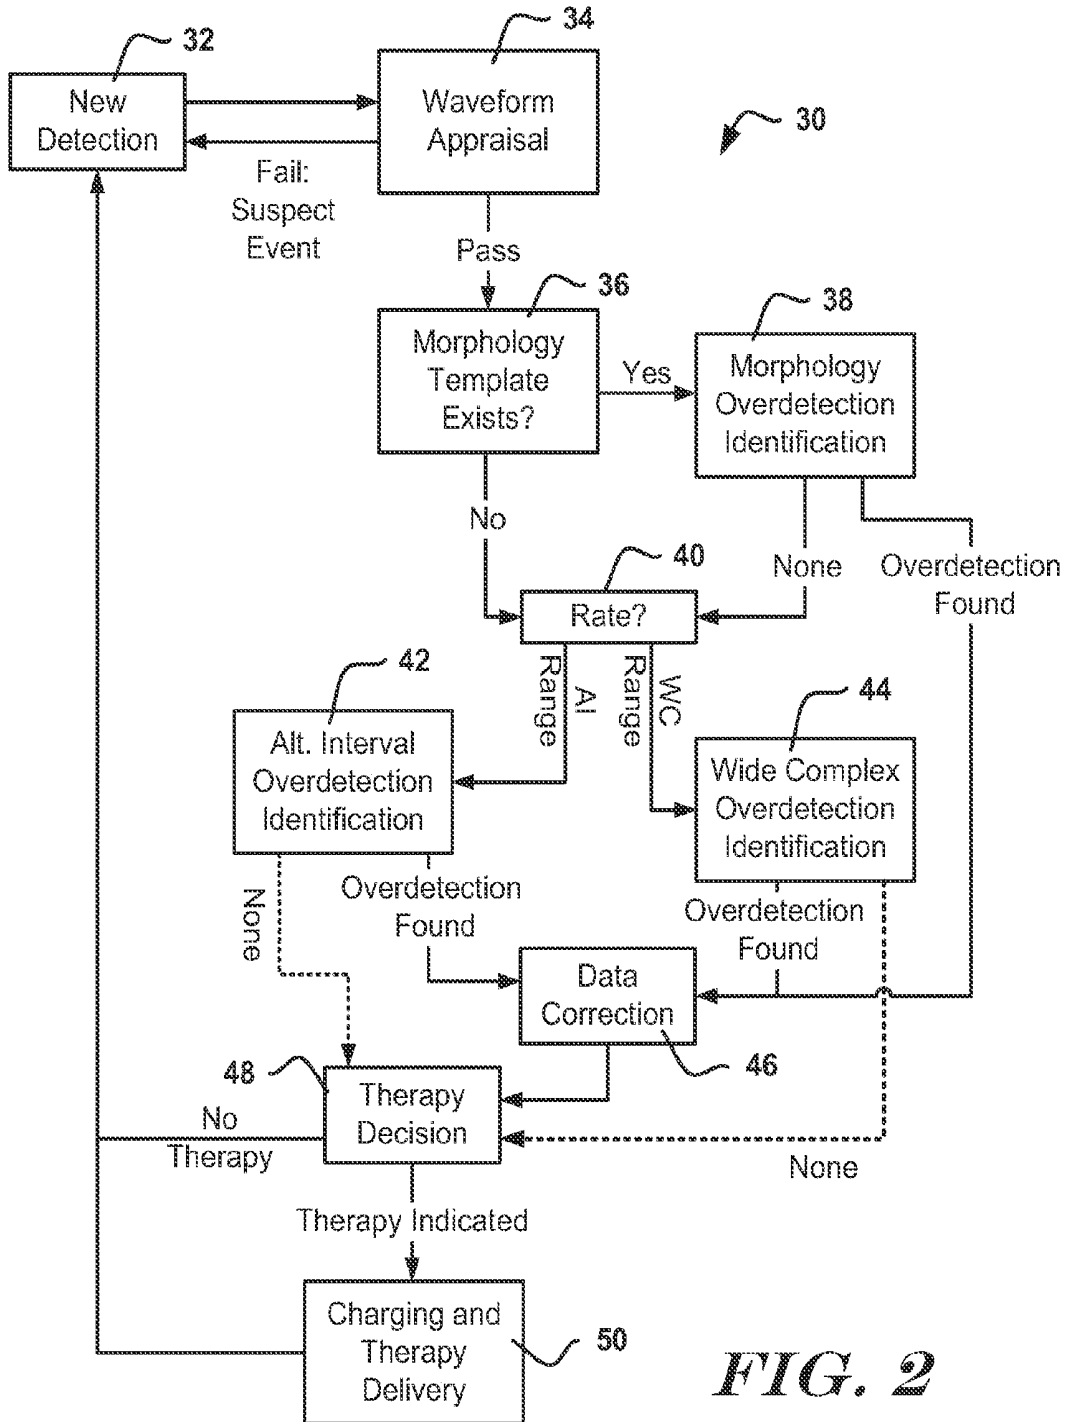 32
New
Detection
34
Waveform
Appraisal
30
Fail:
Suspect
Event
Pass
36
Morphology
Template
Exists?
Yes
38
Morphology
Overdetection
Identification
No
None
Overdetection
Found
40
Rate?
AI
Range
WC
Range
42
Alt. Interval
Overdetection
Identification
44
Wide Complex
Overdetection
Identification
None
Overdetection
Found
Overdetection
Found
Data
Correction
46
48
Therapy
Decision
No
Therapy
None
Therapy Indicated
Charging and
Therapy
Delivery
50
FIG. 2